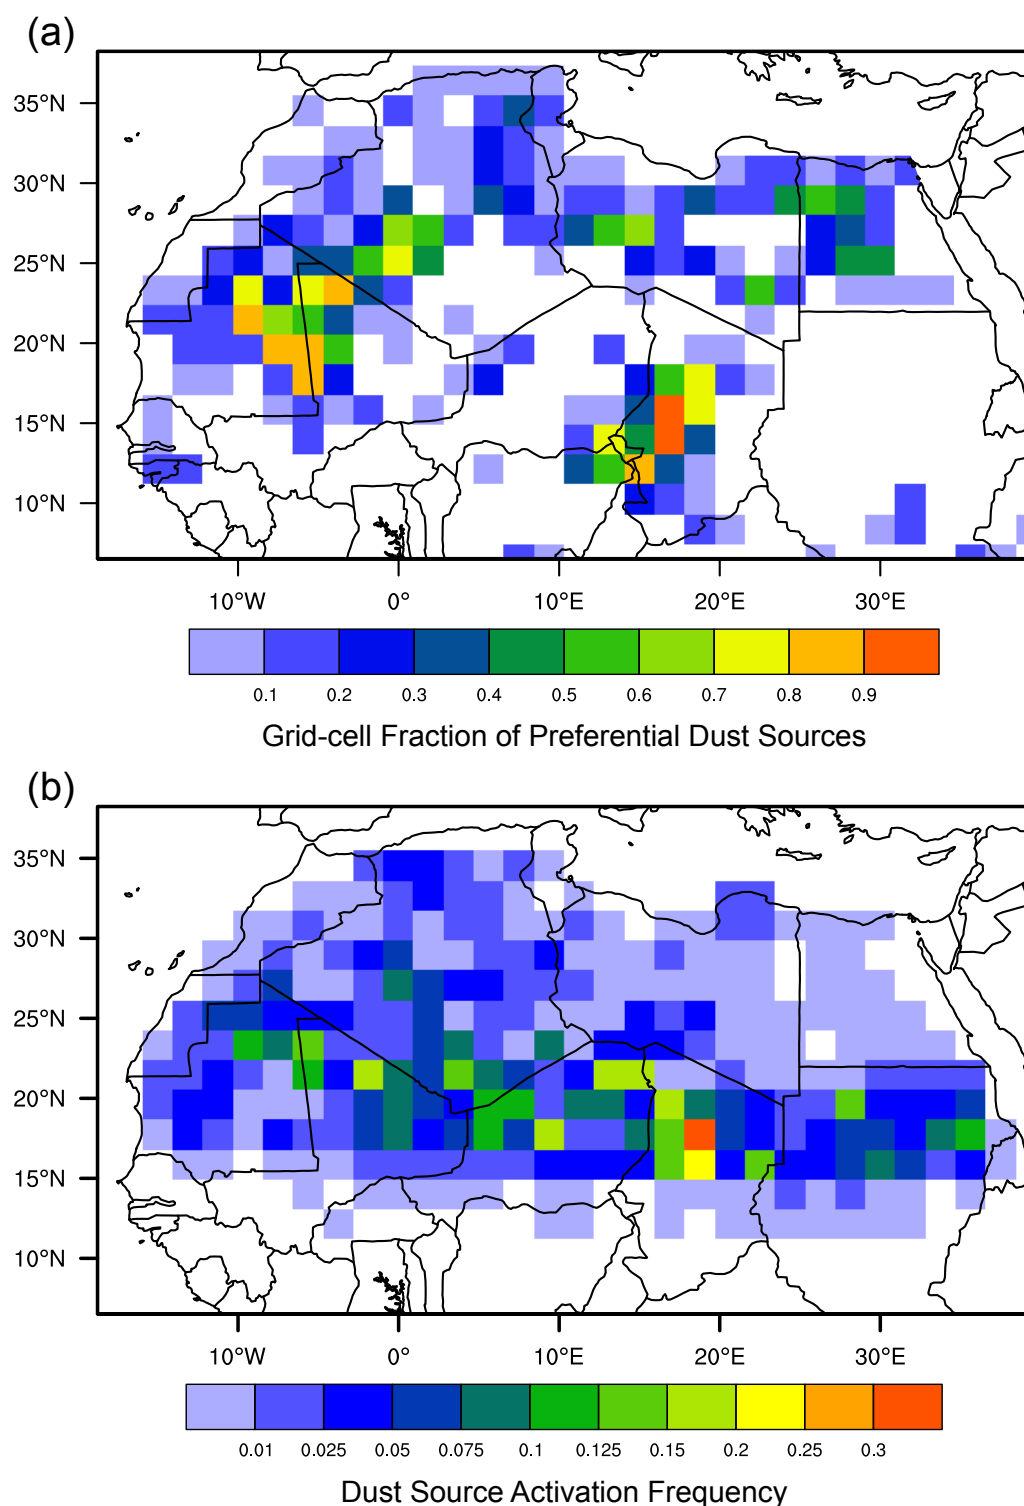 (a)
35°N
30°N
25°N
20°N
15°N
10°N
10°W 0° 10°E 20°E 30°E
0.1 0.2 0.3 0.4 0.5 0.6 0.7 0.8 0.9
Grid-cell Fraction of Preferential Dust Sources
(b)
35°N
30°N
25°N
20°N
15°N
10°N
10°W 0° 10°E 20°E 30°E
0.01 0.025 0.05 0.075 0.1 0.125 0.15 0.2 0.25 0.3
Dust Source Activation Frequency